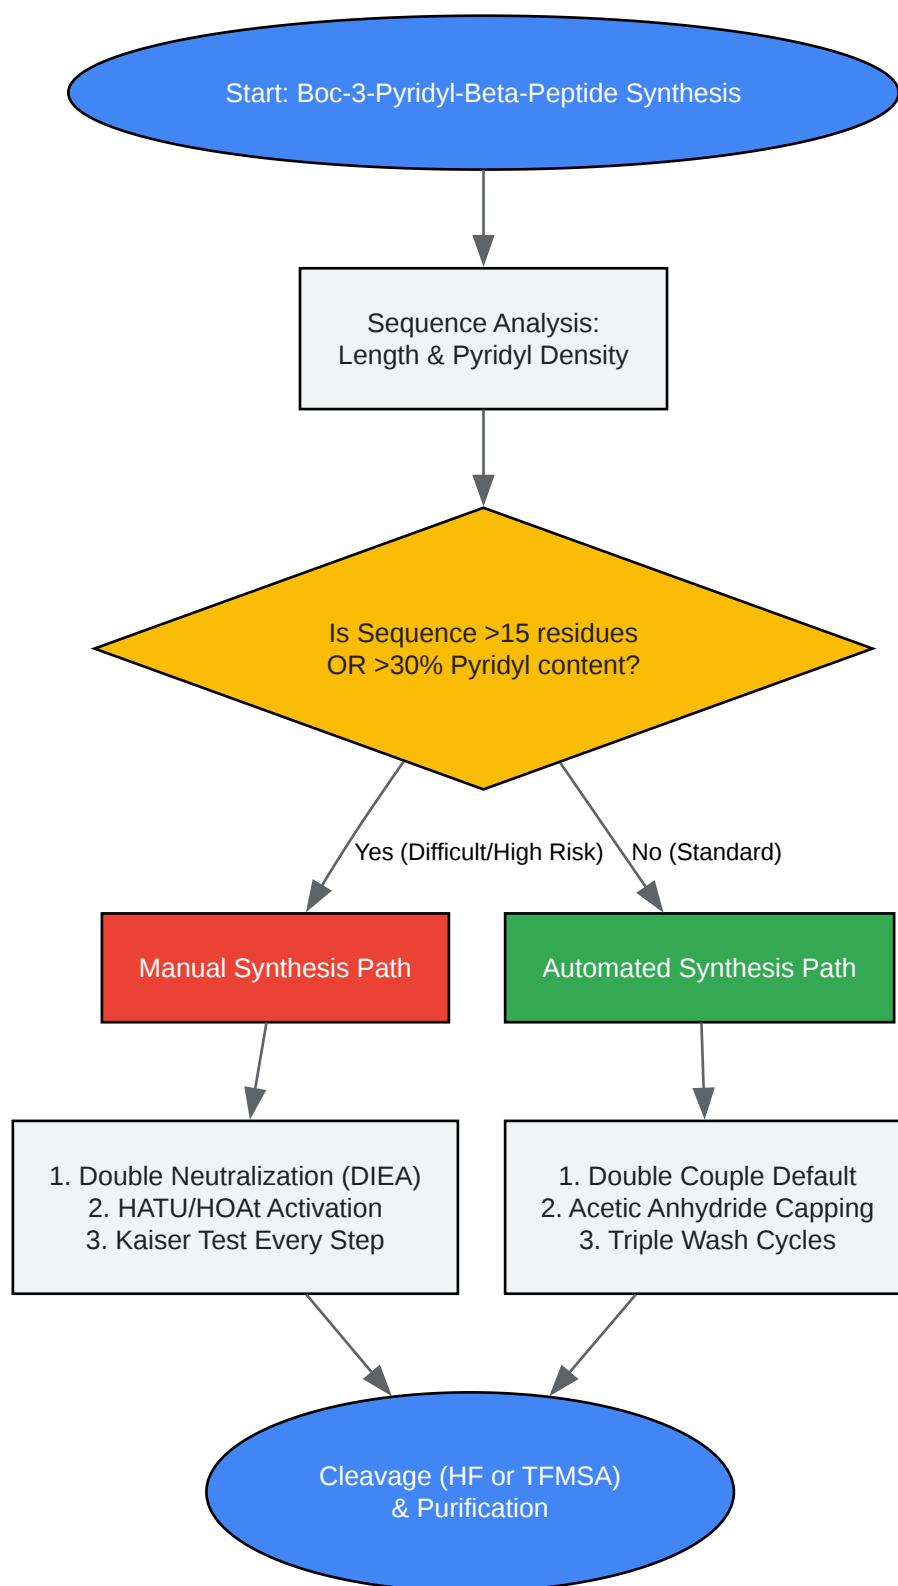 Start: Boc-3-Pyridyl-Beta-Peptide Synthesis
Sequence Analysis:
Length & Pyridyl Density
Is Sequence >15 residues
OR >30% Pyridyl content?
Yes (Difficult/High Risk)
No (Standard)
Manual Synthesis Path
Automated Synthesis Path
1. Double Neutralization (DIEA)
2. HATU/HOAt Activation
3. Kaiser Test Every Step
1. Double Couple Default
2. Acetic Anhydride Capping
3. Triple Wash Cycles
Cleavage (HF or TFMSA)
& Purification